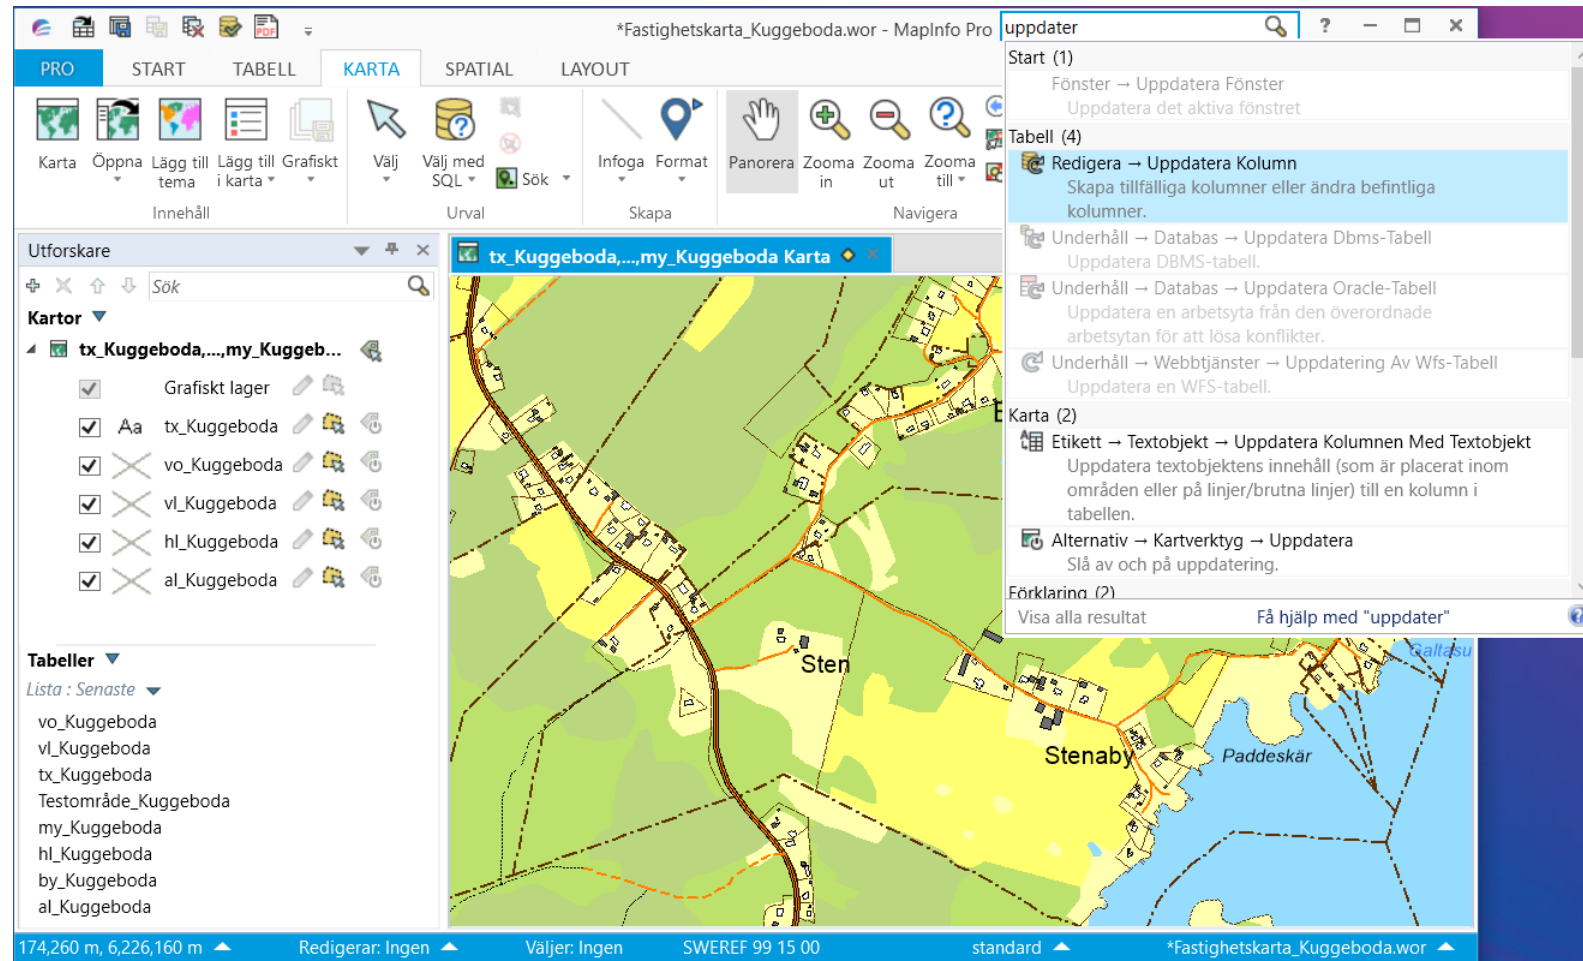 *Fastighetskarta_Kuggeboda.wor - MapInfo Pro
uppdater
?
PDF
PRO
START
TABELL
KARTA
SPATIAL
LAYOUT
Karta
Öppna
Lägg till
tema
Lägg till
i karta
Grafiskt
Välj
Välj med
SQL
Sök
Infoga
Format
Panorera
Zooma
in
Zooma
ut
Zooma
till
Innehåll
Urval
Skapa
Navigera
Start (1)
Fönster → Uppdatera Fönster
Uppdatera det aktiva fönstret
Tabell (4)
Redigera → Uppdatera Kolumn
Skapa tillfälliga kolumner eller ändra befintliga
kolumner.
Underhåll → Databas → Uppdatera Dbms-Tabell
Uppdatera DBMS-tabell.
Underhåll → Databas → Uppdatera Oracle-Tabell
Uppdatera en arbetsyta från den överordnade
arbetsytan för att lösa konflikter.
Underhåll → Webbtjänster → Uppdatering Av Wfs-Tabell
Uppdatera en WFS-tabell.
Karta (2)
Etikett → Textobjekt → Uppdatera Kolumnen Med Textobjekt
Uppdatera textobjektens innehåll (som är placerat inom
områden eller på linjer/brutna linjer) till en kolumn i
tabellen.
Alternativ → Kartverktyg → Uppdatera
Slå av och på uppdatering.
Förklaring (2)
Visa alla resultat
Få hjälp med "uppdater"
Utforskare
Sök
Kartor
tx_Kuggeboda,...,my_Kuggeb...
Grafiskt lager
Aa tx_Kuggeboda
vo_Kuggeboda
vl_Kuggeboda
hl_Kuggeboda
al_Kuggeboda
Tabeller
Lista : Senaste
vo_Kuggeboda
vl_Kuggeboda
tx_Kuggeboda
Testområde_Kuggeboda
my_Kuggeboda
hl_Kuggeboda
by_Kuggeboda
al_Kuggeboda
tx_Kuggeboda,...,my_Kuggeboda Karta
Sten
Galtasu
Stenaby
Paddeskär
174,260 m, 6,226,160 m
Redigerar: Ingen
Väljer: Ingen
SWEREF 99 15 00
standard
*Fastighetskarta_Kuggeboda.wor